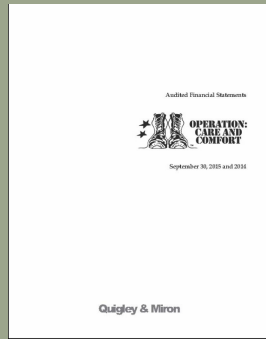 Audited Financial Statements
OPERATION:
CARE AND
COMFORT
September 30, 2015 and 2014
Quigley & Miron